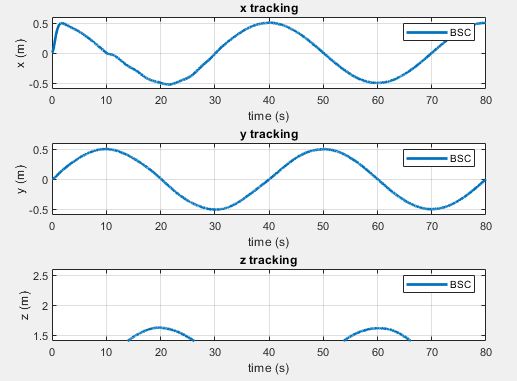 x tracking
0.5
0
-0.5
x (m)
BSC
0 10 20 30 40 50 60 70 80
time (s)
y tracking
0.5
0
-0.5
y (m)
BSC
0 10 20 30 40 50 60 70 80
time (s)
z tracking
2.5
2
1.5
z (m)
BSC
0 10 20 30 40 50 60 70 80
time (s)